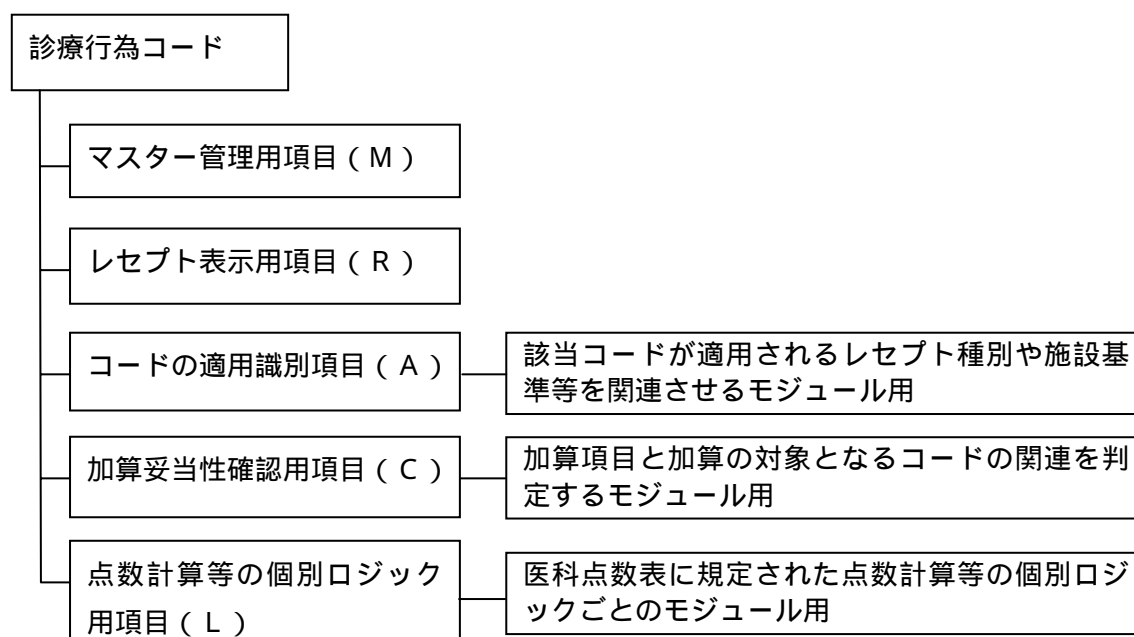 診療行為コード
マスター管理用項目（M）
レセプト表示用項目（R）
コードの適用識別項目（A）
該当コードが適用されるレセプト種別や施設基
準等を関連させるモジュール用
加算妥当性確認用項目（C）
加算項目と加算の対象となるコードの関連を判
定するモジュール用
点数計算等の個別ロジック
用項目（L）
医科点数表に規定された点数計算等の個別ロジ
ックごとのモジュール用